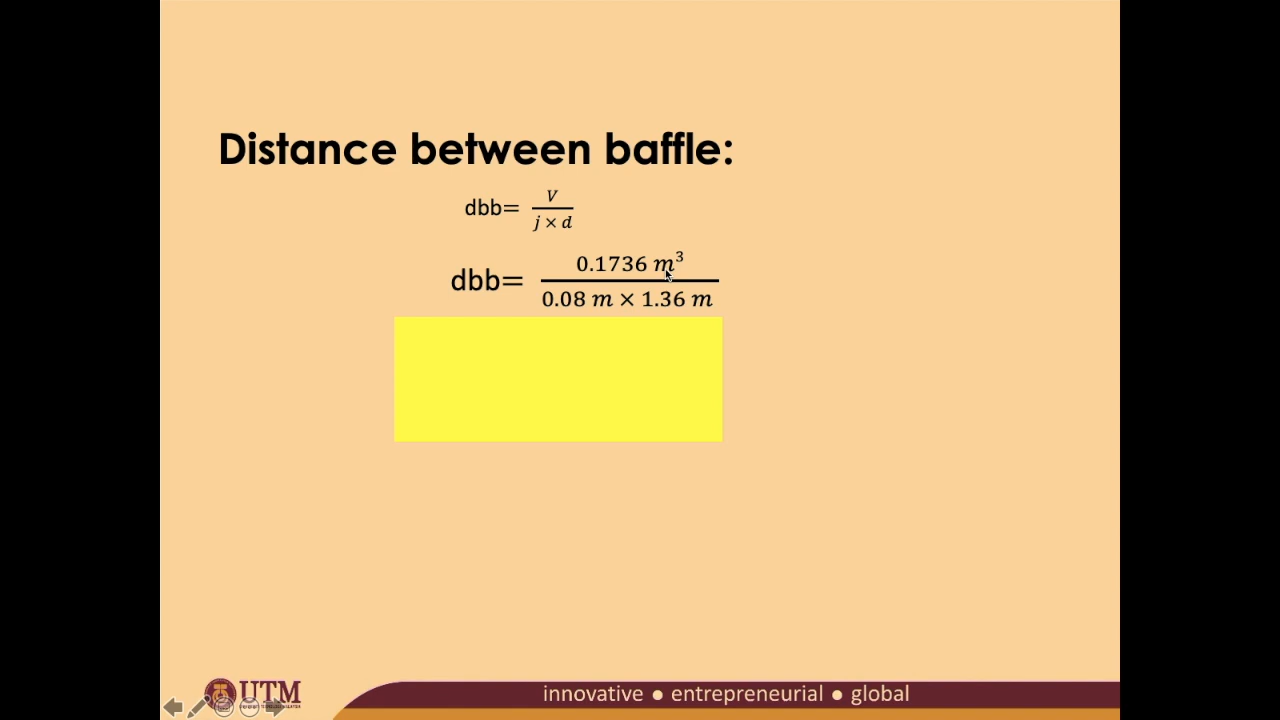 Distance between baffle:
dbb= V / j × d
dbb= 0.1736 m³ / 0.08 m × 1.36 m
UTM
innovative ● entrepreneurial ● global